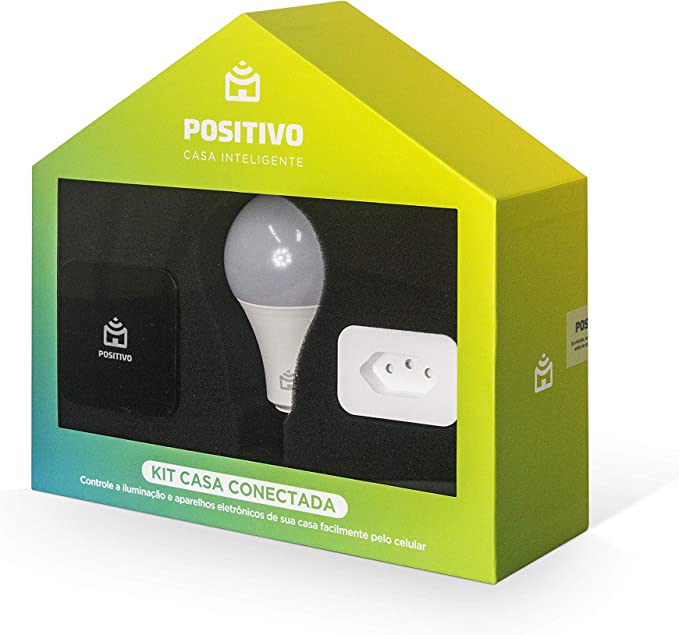 POSITIVO
CASA INTELIGENTE
POSITIVO
KIT CASA CONECTADA
Controle a iluminação e aparelhos eletrônicos de sua casa facilmente pelo celular